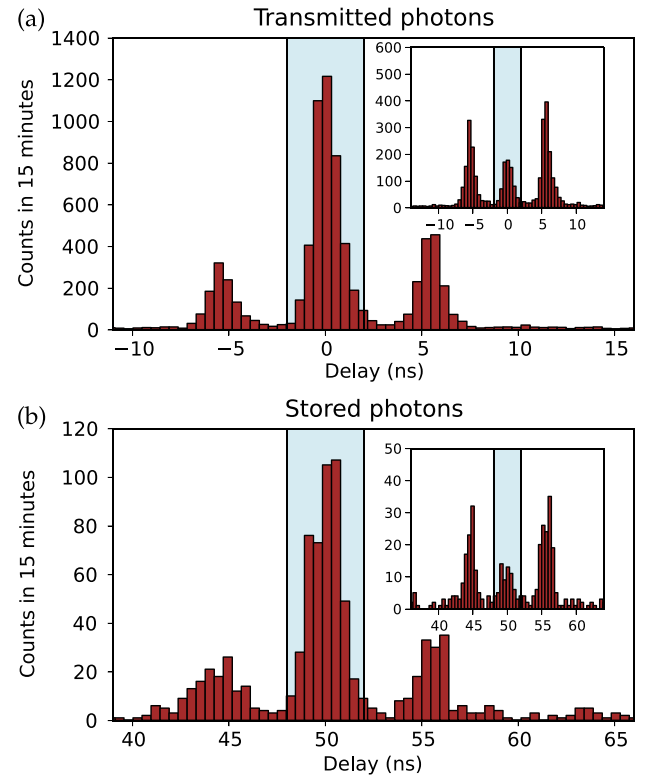 (a)
Transmitted photons
1400
1200
1000
800
600
400
200
0
Counts in 15 minutes
−10 −5 0 5 10 15
Delay (ns)
600
500
400
300
200
100
0
−10 −5 0 5 10
(b)
Stored photons
120
100
80
60
40
20
0
Counts in 15 minutes
40 45 50 55 60 65
Delay (ns)
50
40
30
20
10
0
40 45 50 55 60